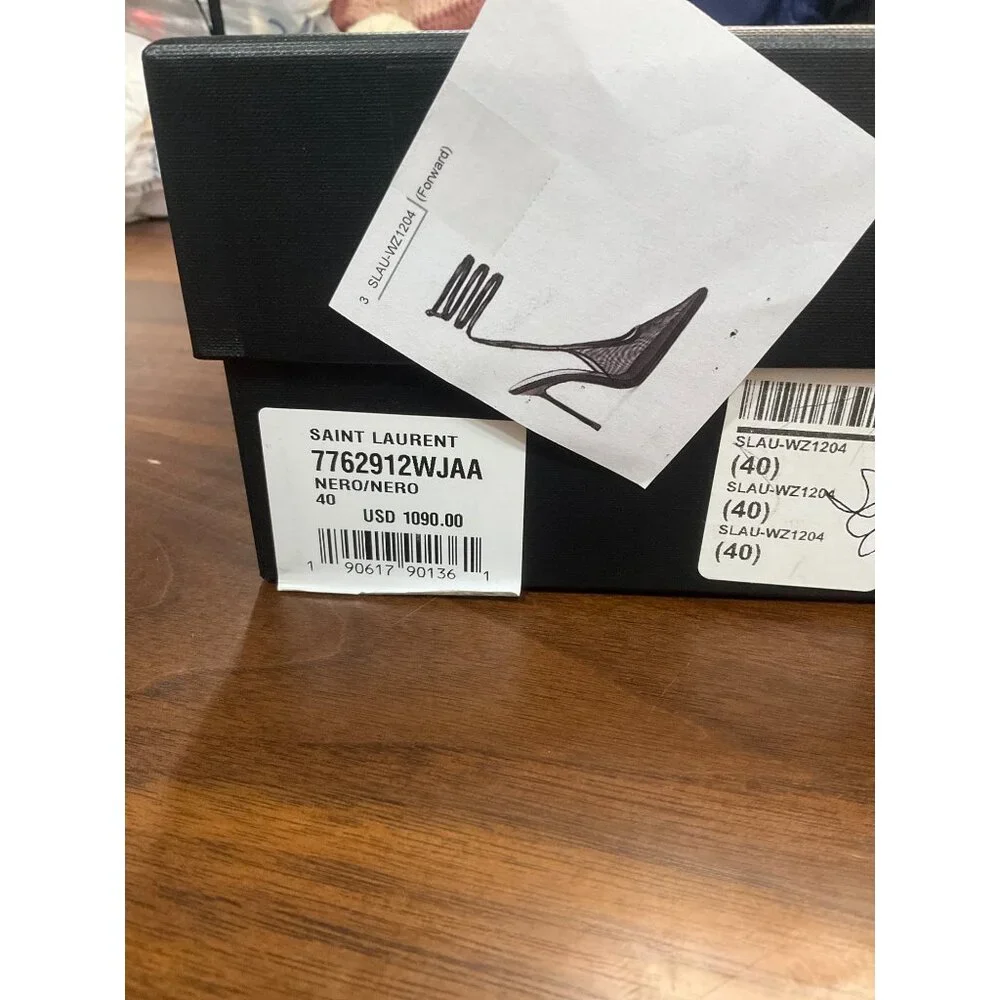 3 SLAU-WZ1204 (Forward)
SAINT LAURENT
7762912WJAA
NERO/NERO
40
USD 1090.00
1 90617 90136 1
SLAU-WZ1204
(40)
SLAU-WZ1204
(40)
SLAU-WZ1204
(40)